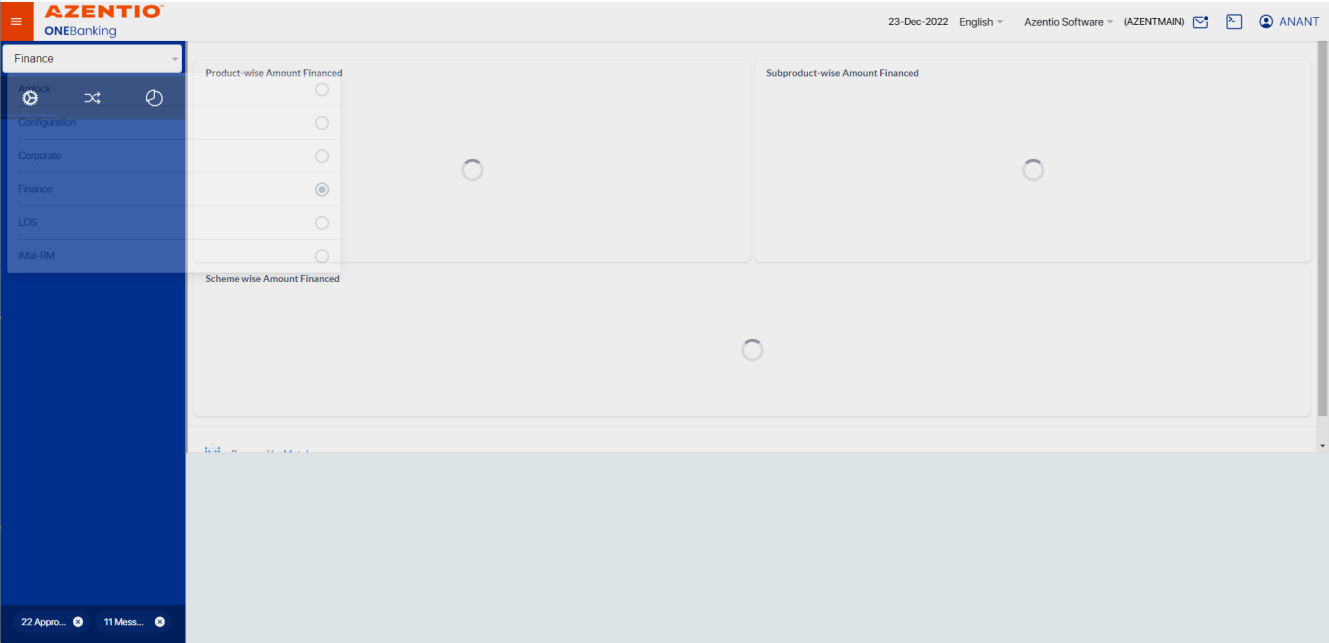 AZENTIO
ONEBanking
23-Dec-2022 English Azentio Software (AZENTMAIN) ANANT
Finance
Product-wise Amount Financed
Subproduct-wise Amount Financed
Configuration
Corporate
Finance
LOS
iMal-RM
Scheme wise Amount Financed
22 Appro... 11 Mess...